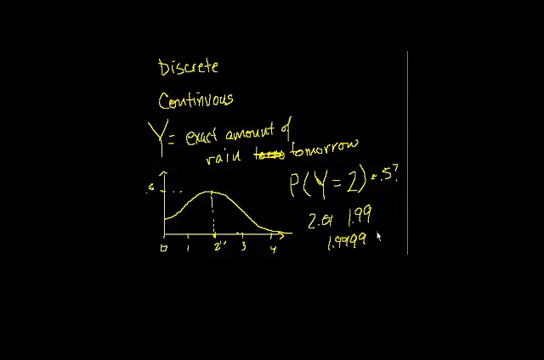 Discrete
Continuous
Y = exact amount of
rain tomorrow
P(Y=2) = .5?
.5
2.01 1.99
1.9999
0 1 2" 3 4